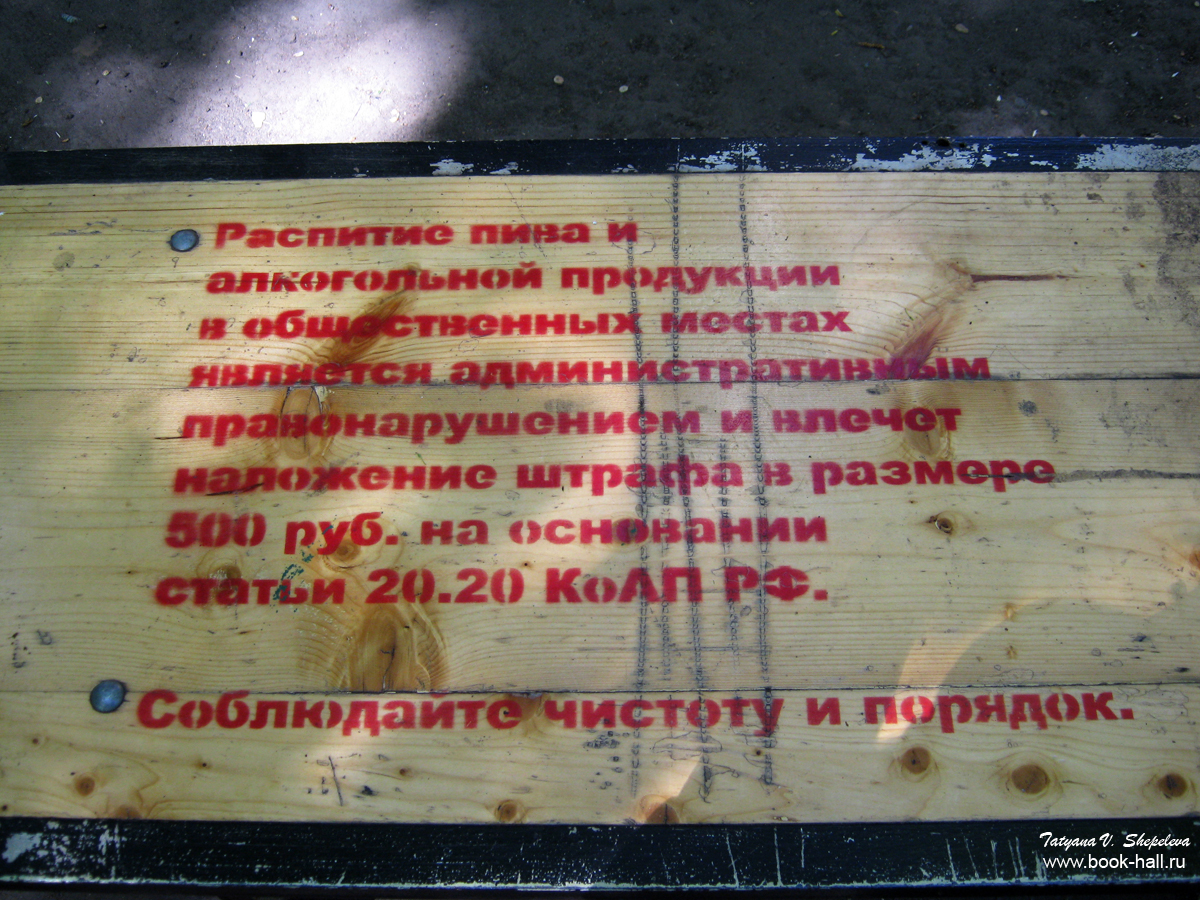 Распитие пива и
алкогольной продукции
в общественных местах
является административным
правонарушением и влечет
наложение штрафа в размере
500 руб. на основании
статьи 20.20 КоАП РФ.
Соблюдайте чистоту и порядок.
Tatyana V. Shepeleva
www.book-hall.ru